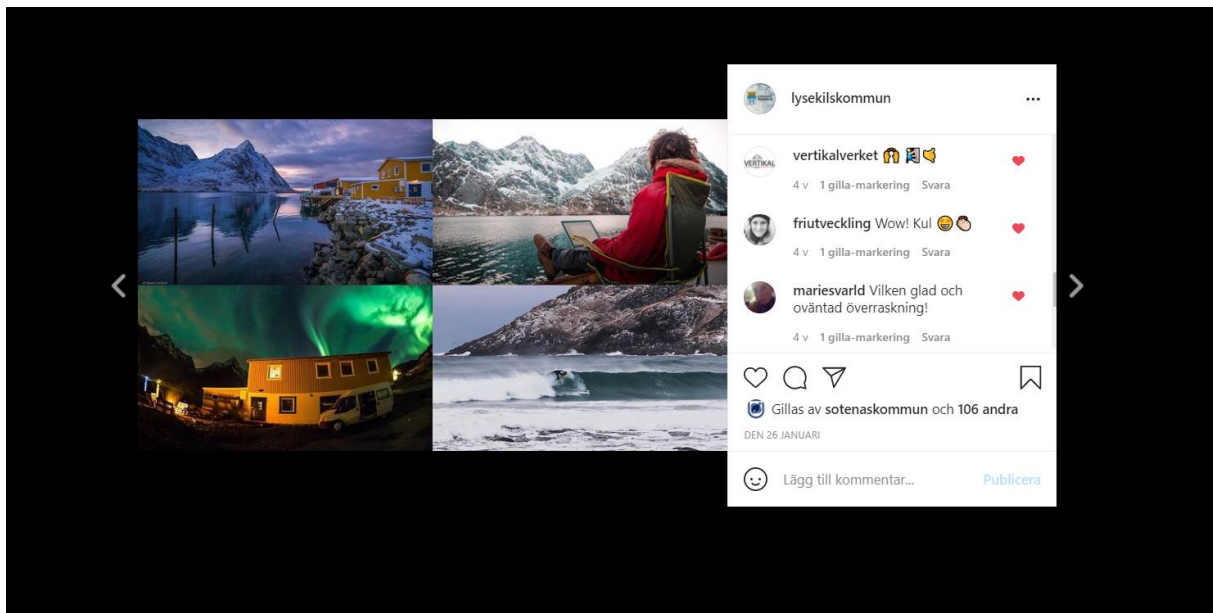 lysekilskommun
VERTIKAL
vertikalverket
4 v 1 gilla-markering Svara
friutveckling Wow! Kul 😁👏🏻
4 v 1 gilla-markering Svara
mariesvarld Vilken glad och
oväntad överraskning!
4 v 1 gilla-markering Svara
Gillas av sotenaskommun och 106 andra
DEN 26 JANUARI
Lägg till kommentar...
Publicera